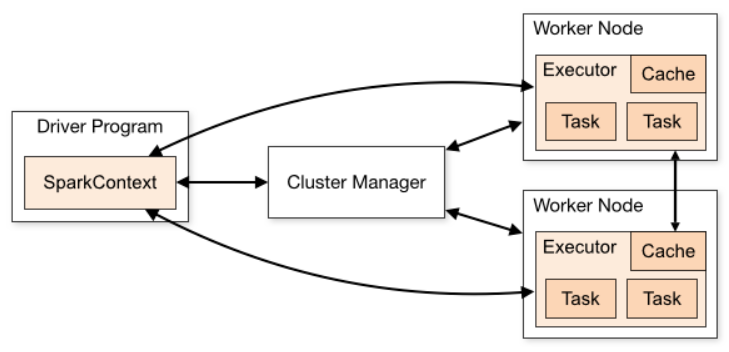 Driver Program
SparkContext
Cluster Manager
Worker Node
Executor
Cache
Task
Task
Worker Node
Executor
Cache
Task
Task